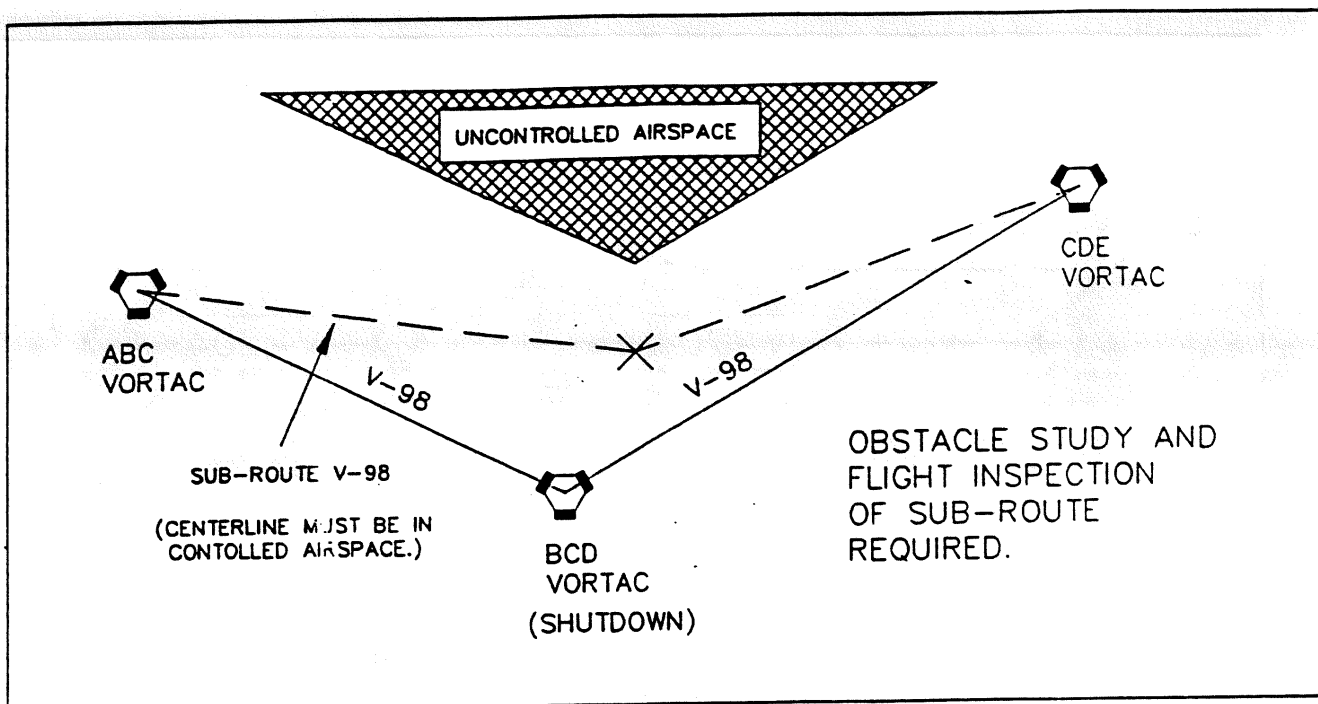 UNCONTROLLED AIRSPACE
CDE
VORTAC
ABC
VORTAC
V-98
V-98
SUB-ROUTE V-98
(CENTERLINE MUST BE IN
CONTOLLED AIRSPACE.)
BCD
VORTAC
(SHUTDOWN)
OBSTACLE STUDY AND
FLIGHT INSPECTION
OF SUB-ROUTE
REQUIRED.